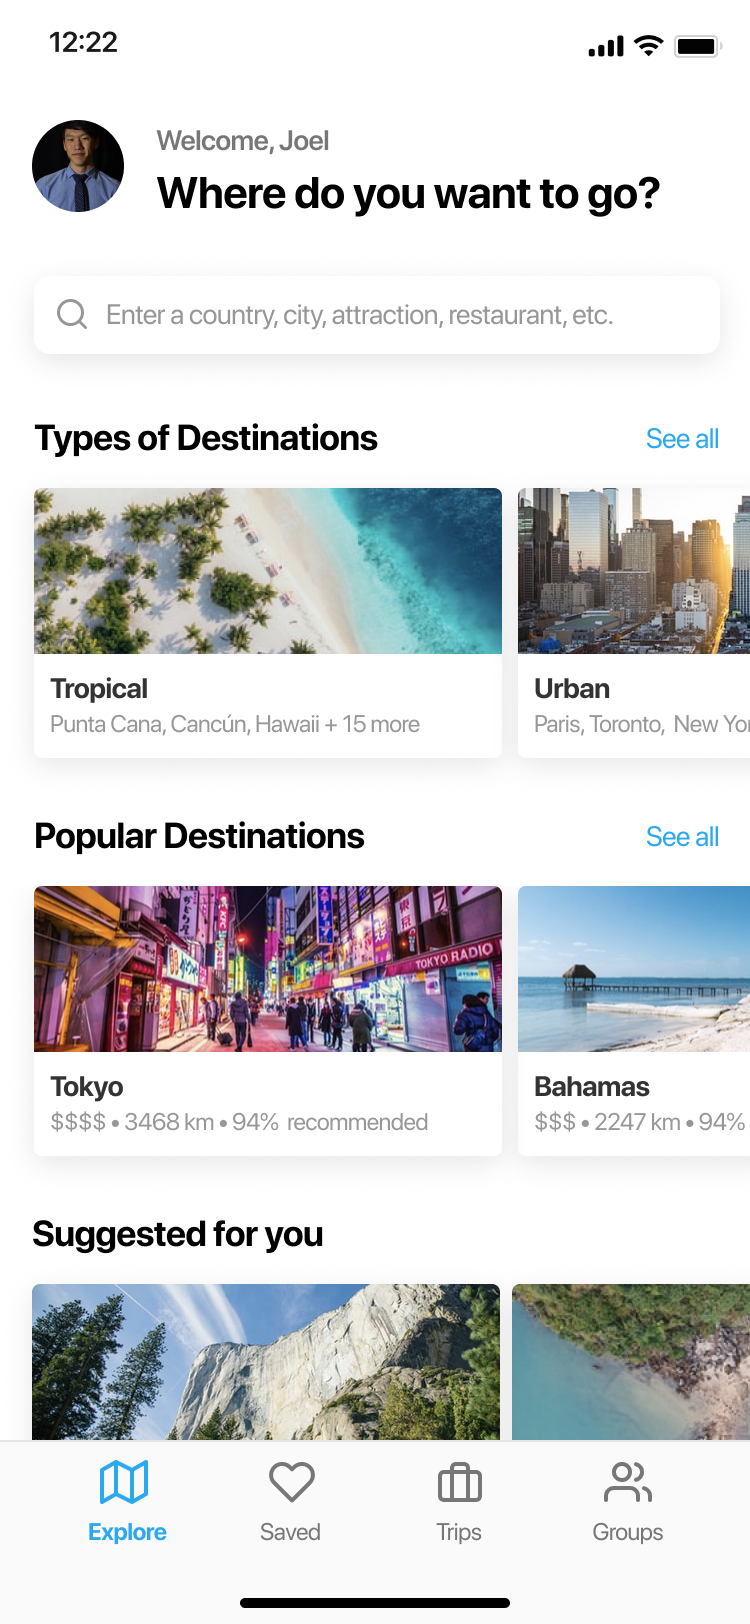 12:22
Welcome, Joel
Where do you want to go?
Enter a country, city, attraction, restaurant, etc.
Types of Destinations
See all
Tropical
Punta Cana, Cancún, Hawaii + 15 more
Urban
Paris, Toronto, New Yor
Popular Destinations
See all
TOKYO RADIO
Tokyo
$$$$ • 3468 km • 94% recommended
Bahamas
$$$ • 2247 km • 94%
Suggested for you
Explore
Saved
Trips
Groups